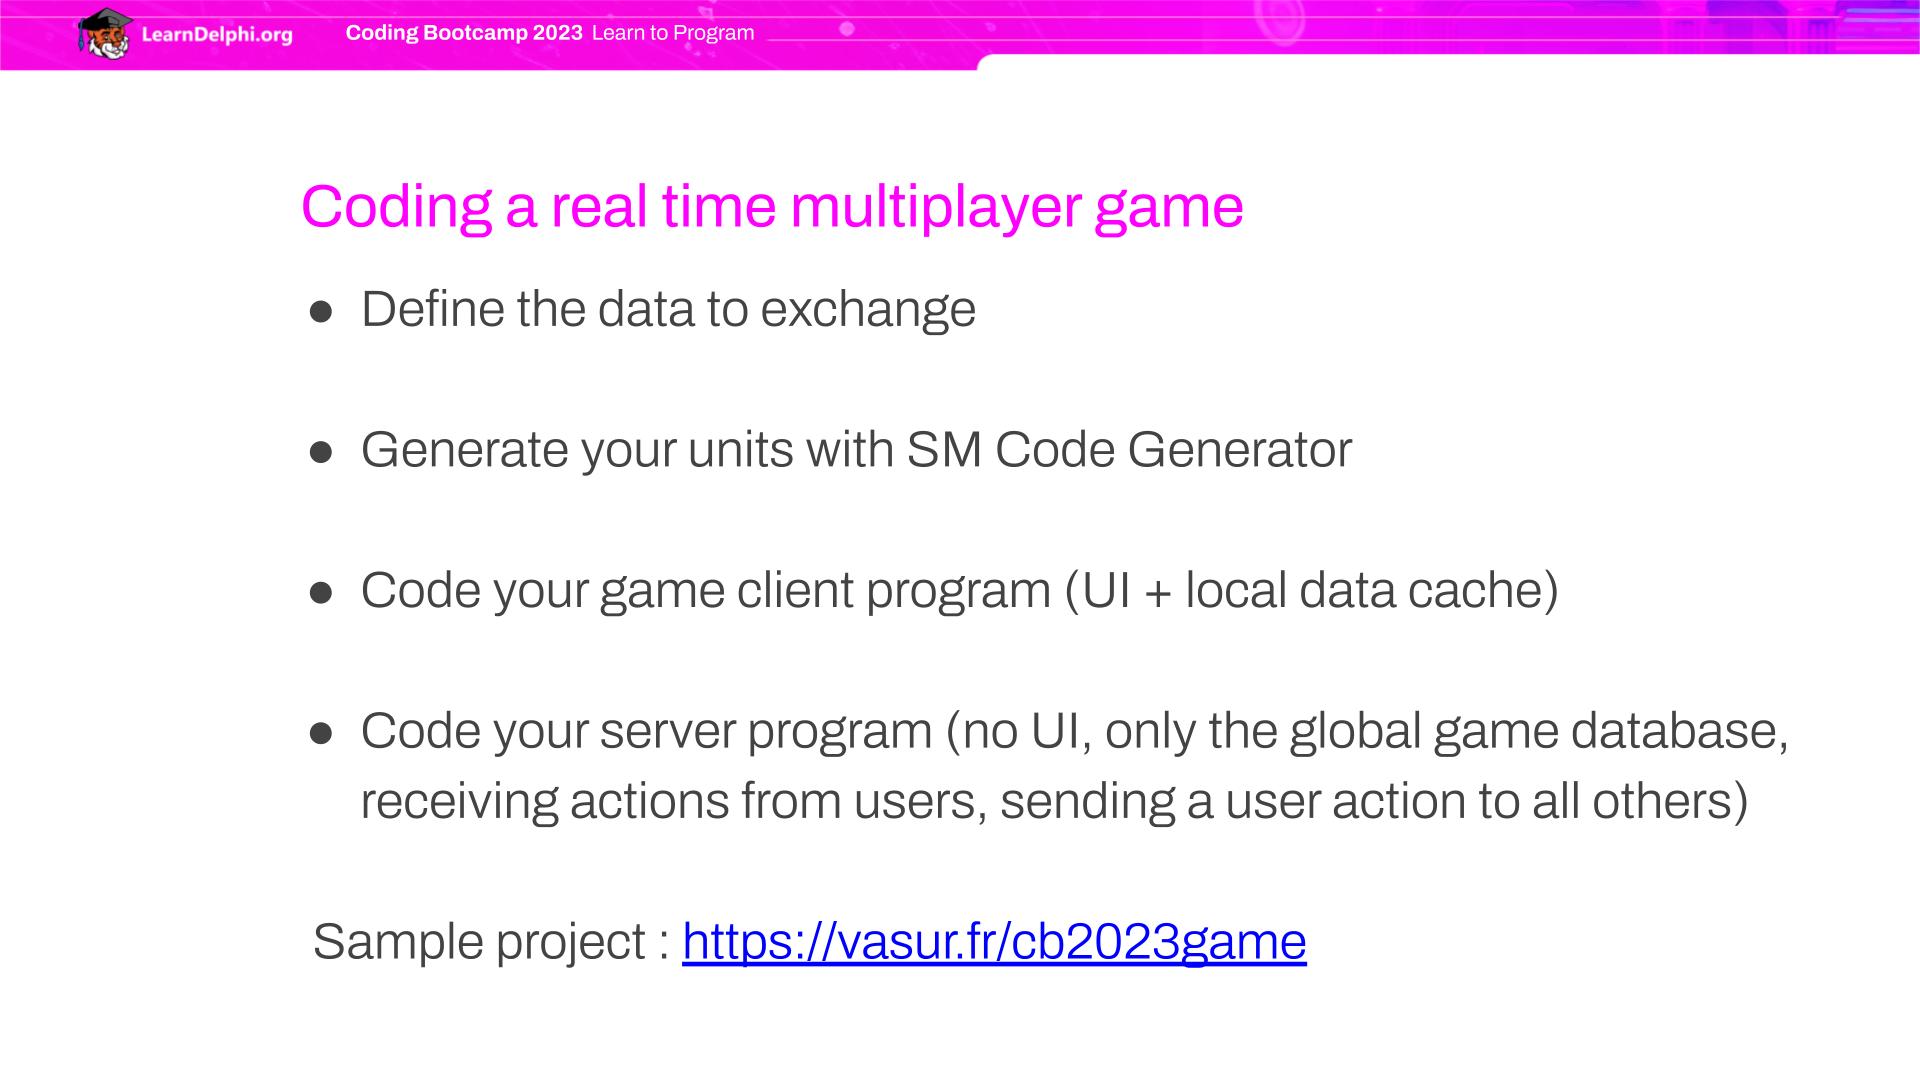 LearnDelphi.org
Coding Bootcamp 2023 Learn to Program
Coding a real time multiplayer game
● Define the data to exchange
● Generate your units with SM Code Generator
● Code your game client program (UI + local data cache)
● Code your server program (no UI, only the global game database,
receiving actions from users, sending a user action to all others)
Sample project : https://vasur.fr/cb2023game